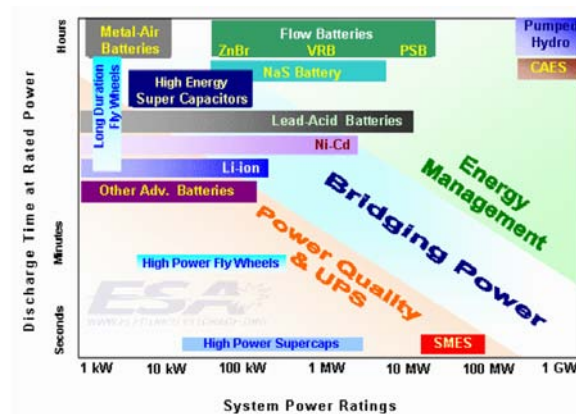 Hours
Metal-Air
Batteries
Flow Batteries
ZnBr VRB PSB
Pumped
Hydro
NaS Battery
CAES
Long Duration
Fly Wheels
High Energy
Super Capacitors
Lead-Acid Batteries
Ni-Cd
Li-ion
Other Adv. Batteries
Energy
Management
Bridging Power
Power Quality
& UPS
Discharge Time at Rated Power
Minutes
High Power Fly Wheels
ESA
Seconds
High Power Supercaps
SMES
1 kW 10 kW 100 kW 1 MW 10 MW 100 MW 1 GW
System Power Ratings